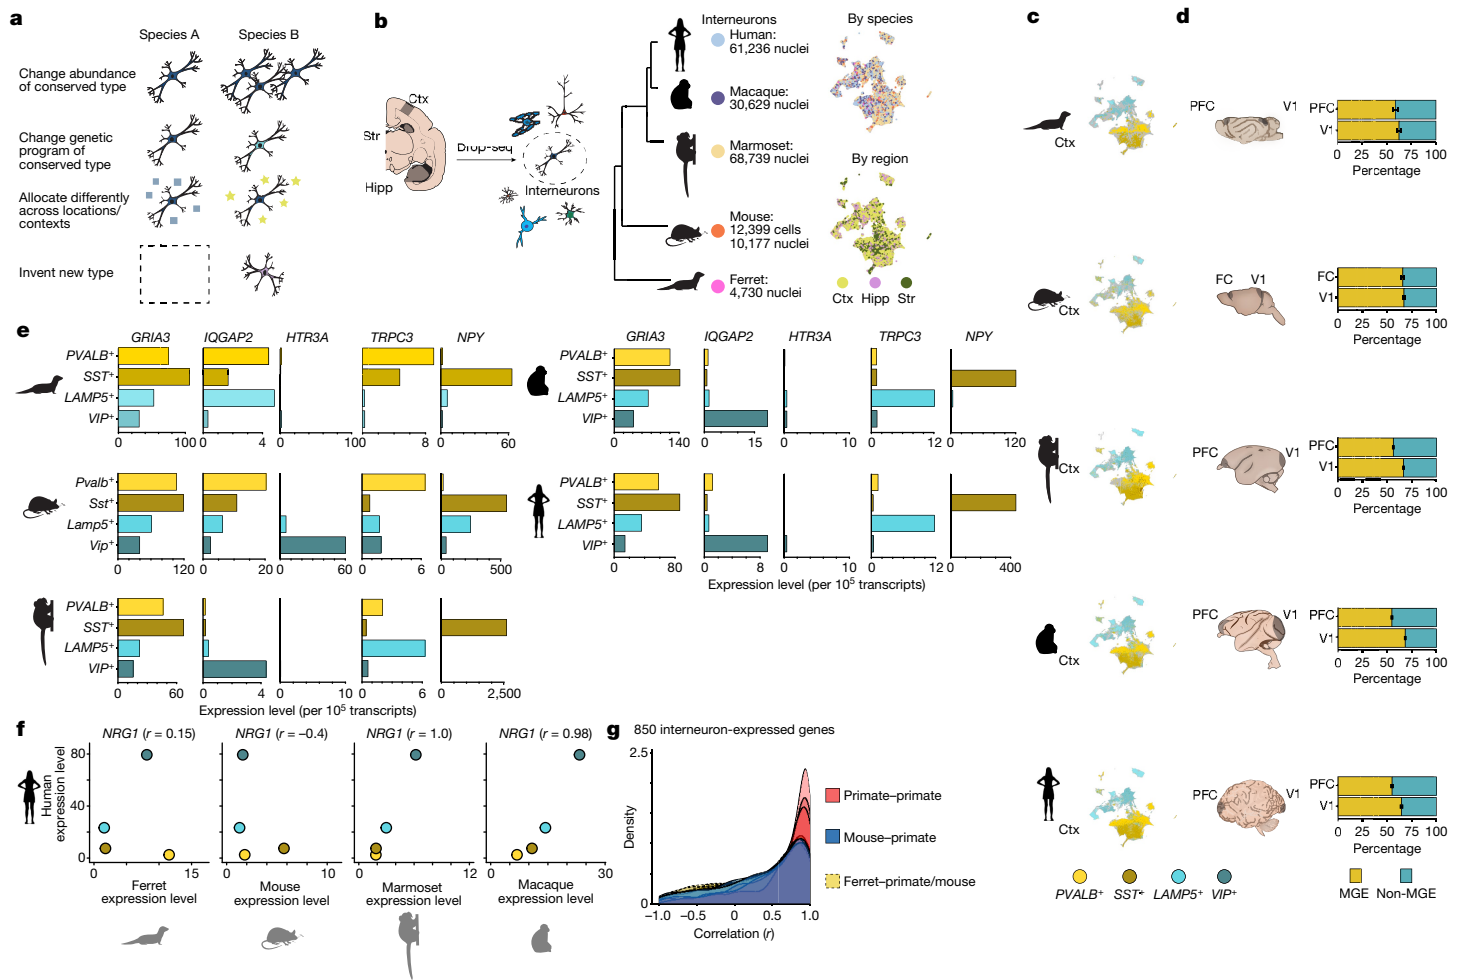 a
Species A
Species B
Change abundance
of conserved type
Change genetic
program of
conserved type
Allocate differently
across locations/
contexts
Invent new type
b
Ctx
Str
Hipp
Drop-seq
Interneurons
Interneurons
Human:
61,236 nuclei
Macaque:
30,629 nuclei
Marmoset:
68,739 nuclei
Mouse:
12,399 cells
10,177 nuclei
Ferret:
4,730 nuclei
By species
By region
Ctx Hipp Str
c
Ctx
Ctx
Ctx
Ctx
Ctx
PVALB+ SST+ LAMP5+ VIP+
d
PFC V1
PFC
V1
0 25 50 75 100
Percentage
FC V1
FC
V1
0 25 50 75 100
Percentage
PFC V1
PFC
V1
0 25 50 75 100
Percentage
PFC V1
PFC
V1
0 25 50 75 100
Percentage
PFC V1
PFC
V1
0 25 50 75 100
Percentage
MGE Non-MGE
e
GRIA3 IQGAP2 HTR3A TRPC3 NPY
PVALB+
SST+
LAMP5+
VIP+
0 100 0 4 0 100 8 0 60
Pvalb+
Sst+
Lamp5+
Vip+
0 120 0 20 0 60 0 6 0 500
PVALB+
SST+
LAMP5+
VIP+
0 60 0 4 0 10 0 6 0 2,500
Expression level (per 10⁵ transcripts)
GRIA3 IQGAP2 HTR3A TRPC3 NPY
PVALB+
SST+
LAMP5+
VIP+
0 140 0 15 0 10 0 12 0 120
PVALB+
SST+
LAMP5+
VIP+
0 80 0 8 0 10 0 12 0 400
Expression level (per 10⁵ transcripts)
f
NRG1 (r = 0.15) NRG1 (r = −0.4) NRG1 (r = 1.0) NRG1 (r = 0.98)
Human
expression level
80
40
0
0 15
Ferret
expression level
0 10
Mouse
expression level
0 12
Marmoset
expression level
0 30
Macaque
expression level
g
850 interneuron-expressed genes
2.5
Density
0
−1.0 −0.5 0 0.5 1.0
Correlation (r)
Primate–primate
Mouse–primate
Ferret–primate/mouse